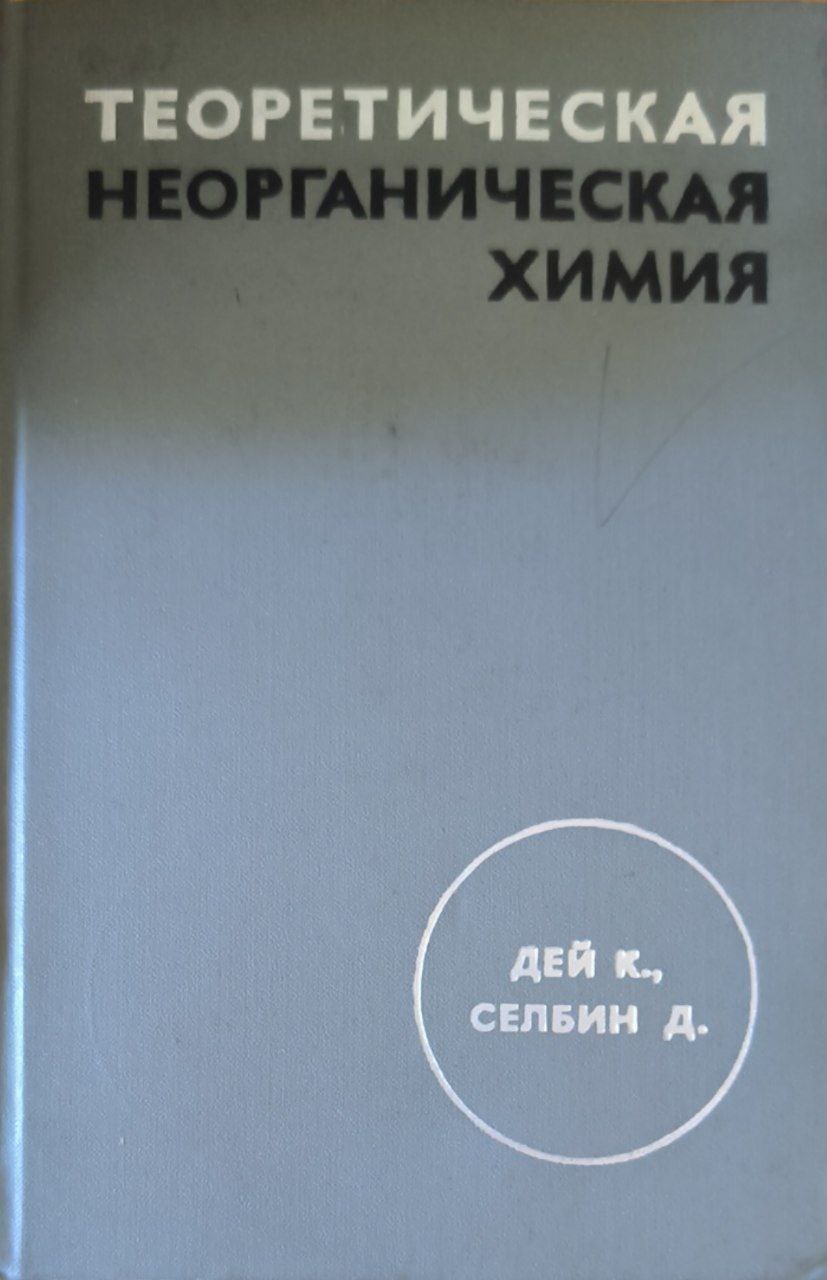 ТЕОРЕТИЧЕСКАЯ
НЕОРГАНИЧЕСКАЯ
ХИМИЯ
ДЕЙ К.,
СЕЛБИН Д.